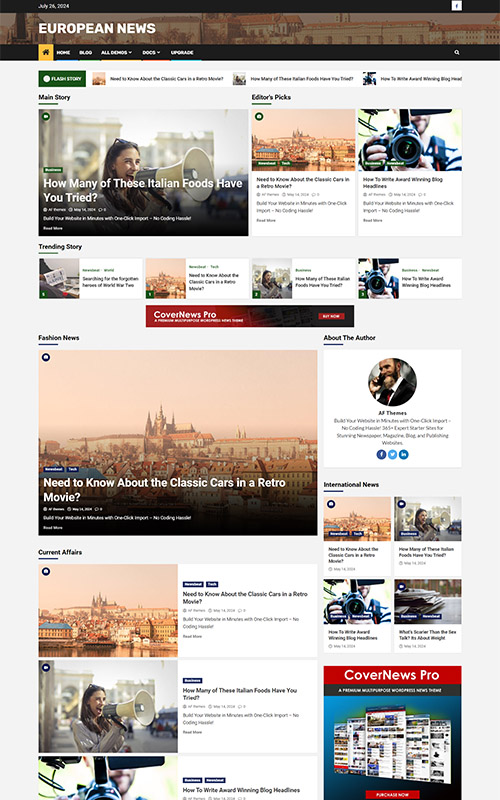 July 26, 2024
EUROPEAN NEWS
HOME BLOG ALL DEMOS DOCS UPGRADE
FLASH STORY
Need to Know About the Classic Cars in a Retro Movie?
How Many of These Italian Foods Have You Tried?
How To Write Award Winning Blog Head
Main Story
Business
How Many of These Italian Foods Have
You Tried?
AF themes May 14, 2024 0
Build Your Website in Minutes with One-Click Import – No Coding Hassle!
Read More
Editor's Picks
Newsbeat Tech
Need to Know About the Classic Cars in
a Retro Movie?
AF themes May 14, 2024 0
Build Your Website in Minutes with One-Click
Import – No Coding Hassle!
Read More
Business Newsbeat
How To Write Award Winning Blog
Headlines
AF themes May 14, 2024 0
Build Your Website in Minutes with One-Click
Import – No Coding Hassle!
Read More
Trending Story
1
Newsbeat World
Searching for the forgotten
heroes of World War Two
1
Newsbeat Tech
Need to Know About the
Classic Cars in a Retro
Movie?
2
Business
How Many of These Italian
Foods Have You Tried?
3
Business Newsbeat
How To Write Award
Winning Blog Headlines
CoverNews Pro
A PREMIUM MULTIPURPOSE WORDPRESS NEWS THEME
BUY NOW
Fashion News
Newsbeat Tech
Need to Know About the Classic Cars in a Retro
Movie?
AF themes May 14, 2024 0
Build Your Website in Minutes with One-Click Import – No Coding Hassle!
Read More
About The Author
AF Themes
Build Your Website in Minutes with One-Click Import –
No Coding Hassle! 365+ Expert Starter Sites for
Stunning Newspaper, Magazine, Blog, and Publishing
Websites.
International News
Newsbeat Tech
Need to Know About the
Classic Cars in a Retro
Movie?
May 14, 2024
Business
How Many of These Italian
Foods Have You Tried?
May 14, 2024
Business Newsbeat
How To Write Award
Winning Blog Headlines
May 14, 2024
Business Newsbeat
What's Scarier Than the Sex
Talk? Its About Weight
May 14, 2024
Current Affairs
Newsbeat Tech
Need to Know About the Classic Cars in a Retro
Movie?
AF themes May 14, 2024 0
Build Your Website in Minutes with One-Click Import – No
Coding Hassle!
Read More
Business
How Many of These Italian Foods Have You
Tried?
AF themes May 14, 2024 0
Build Your Website in Minutes with One-Click Import – No
Coding Hassle!
Read More
Business Newsbeat
How To Write Award Winning Blog Headlines
AF themes May 14, 2024 0
CoverNews Pro
A PREMIUM MULTIPURPOSE WORDPRESS NEWS THEME
PURCHASE NOW